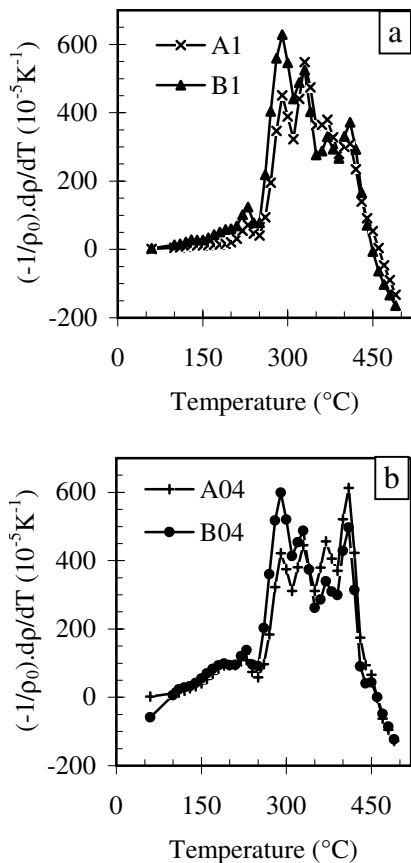 a
A1
B1
(-1/ρ₀).dρ/dT (10⁻⁵K⁻¹)
600
400
200
0
-200
0 150 300 450
Temperature (°C)
b
A04
B04
(-1/ρ₀).dρ/dT (10⁻⁵K⁻¹)
600
400
200
0
-200
0 150 300 450
Temperature (°C)